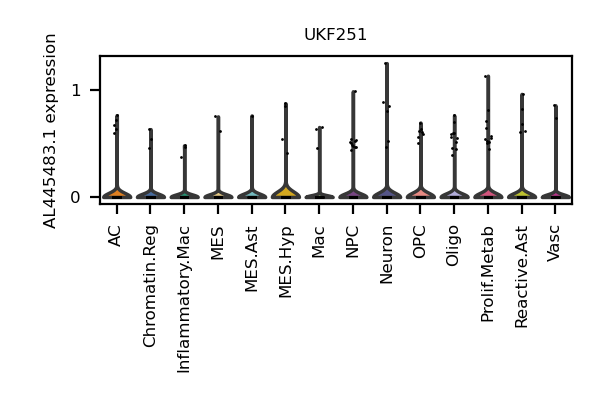 UKF251
AL445483.1 expression
1
0
AC
Chromatin.Reg
Inflammatory.Mac
MES
MES.Ast
MES.Hyp
Mac
NPC
Neuron
OPC
Oligo
Prolif.Metab
Reactive.Ast
Vasc